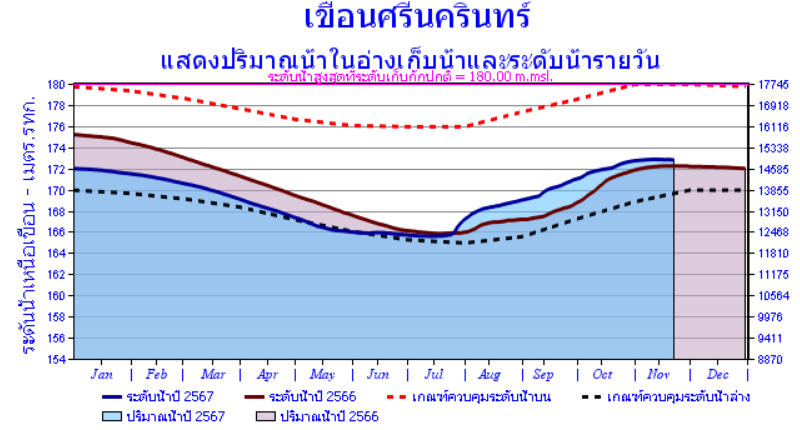 เขื่อนศรีนครินทร์
แสดงปริมาณน้ำในอ่างเก็บน้ำและระดับน้ำรายวัน
ระดับน้ำสูงสุดที่ระดับเก็บกักปกติ = 180.00 m.msl.
ระดับน้ำเหนือเขื่อน - เมตร.รทก.
180 17745
178 16918
176 16116
174 15338
172 14585
170 13855
168 13150
166 12468
164 11810
162 11175
160 10564
158 9976
156 9411
154 8870
Jan | Feb | Mar | Apr | May | Jun | Jul | Aug | Sep | Oct | Nov | Dec |
ระดับน้ำปี 2567 ระดับน้ำปี 2566 เกณฑ์ควบคุมระดับน้ำบน เกณฑ์ควบคุมระดับน้ำล่าง
ปริมาณน้ำปี 2567 ปริมาณน้ำปี 2566